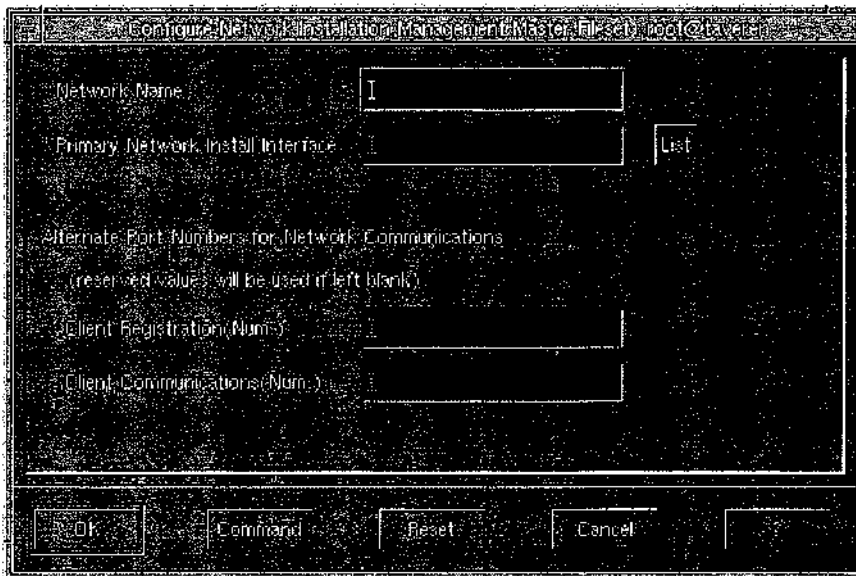 Configure Network Installation Management Master Fileset: root@tavere
Network Name
Primary Network Install Interface
List
Alternate Port Numbers for Network Communications
(reserved values will be used if left blank)
Client Registration(Num.)
Client Communications(Num.)
Ok Command Reset Cancel